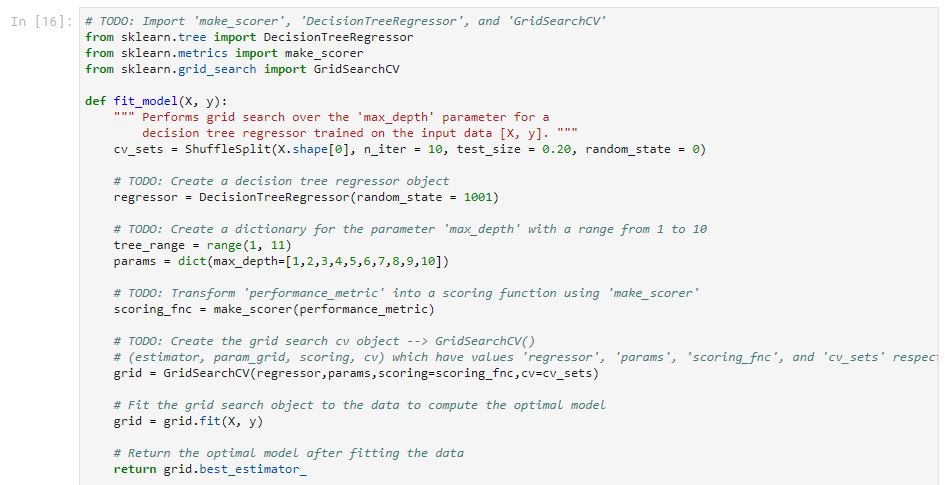 In [16]: # TODO: Import 'make_scorer', 'DecisionTreeRegressor', and 'GridSearchCV'
from sklearn.tree import DecisionTreeRegressor
from sklearn.metrics import make_scorer
from sklearn.grid_search import GridSearchCV

def fit_model(X, y):
    """ Performs grid search over the 'max_depth' parameter for a
        decision tree regressor trained on the input data [X, y]. """
    cv_sets = ShuffleSplit(X.shape[0], n_iter = 10, test_size = 0.20, random_state = 0)

    # TODO: Create a decision tree regressor object
    regressor = DecisionTreeRegressor(random_state = 1001)

    # TODO: Create a dictionary for the parameter 'max_depth' with a range from 1 to 10
    tree_range = range(1, 11)
    params = dict(max_depth=[1,2,3,4,5,6,7,8,9,10])

    # TODO: Transform 'performance_metric' into a scoring function using 'make_scorer'
    scoring_fnc = make_scorer(performance_metric)

    # TODO: Create the grid search cv object --> GridSearchCV()
    # (estimator, param_grid, scoring, cv) which have values 'regressor', 'params', 'scoring_fnc', and 'cv_sets' respec
    grid = GridSearchCV(regressor,params,scoring=scoring_fnc,cv=cv_sets)

    # Fit the grid search object to the data to compute the optimal model
    grid = grid.fit(X, y)

    # Return the optimal model after fitting the data
    return grid.best_estimator_